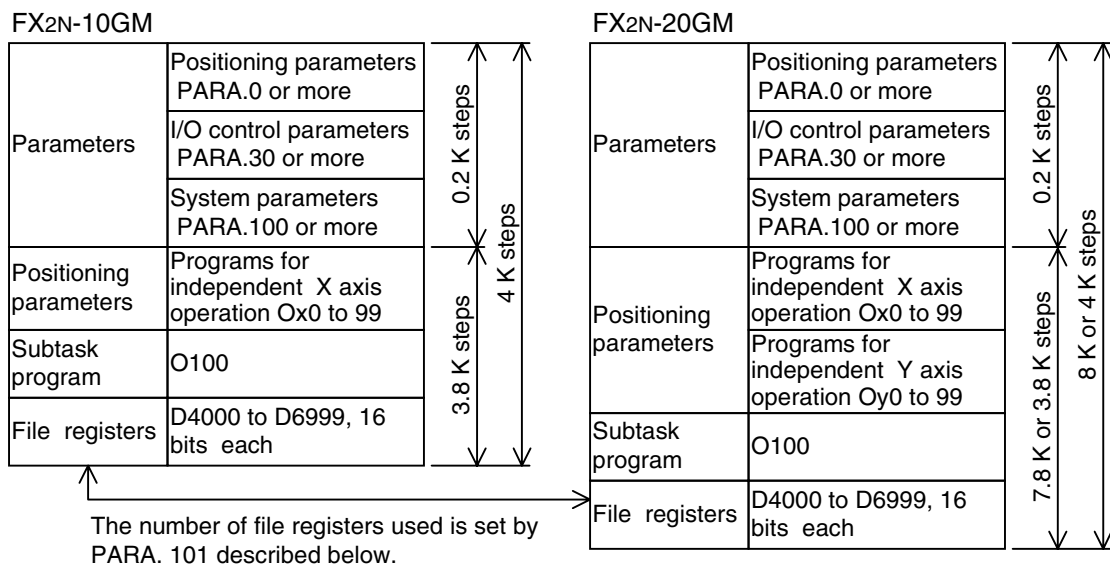 FX2N-10GM
Parameters
Positioning parameters
PARA.0 or more
I/O control parameters
PARA.30 or more
System parameters
PARA.100 or more
Positioning
parameters
Programs for
independent X axis
operation Ox0 to 99
Subtask
program
O100
File registers
D4000 to D6999, 16
bits each
0.2 K steps
3.8 K steps
4 K steps
The number of file registers used is set by
PARA. 101 described below.
FX2N-20GM
Parameters
Positioning parameters
PARA.0 or more
I/O control parameters
PARA.30 or more
System parameters
PARA.100 or more
Positioning
parameters
Programs for
independent X axis
operation Ox0 to 99
Programs for
independent Y axis
operation Oy0 to 99
Subtask
program
O100
File registers
D4000 to D6999, 16
bits each
0.2 K steps
7.8 K or 3.8 K steps
8 K or 4 K steps